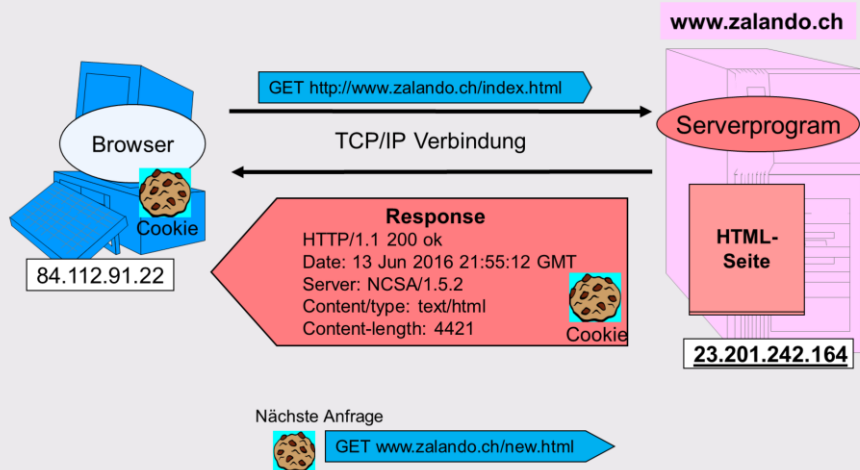 www.zalando.ch
GET http://www.zalando.ch/index.html
Browser
TCP/IP Verbindung
Serverprogram
Cookie
84.112.91.22
Response
HTTP/1.1 200 ok
Date: 13 Jun 2016 21:55:12 GMT
Server: NCSA/1.5.2
Content/type: text/html
Content-length: 4421
Cookie
HTML-
Seite
23.201.242.164
Nächste Anfrage
GET www.zalando.ch/new.html